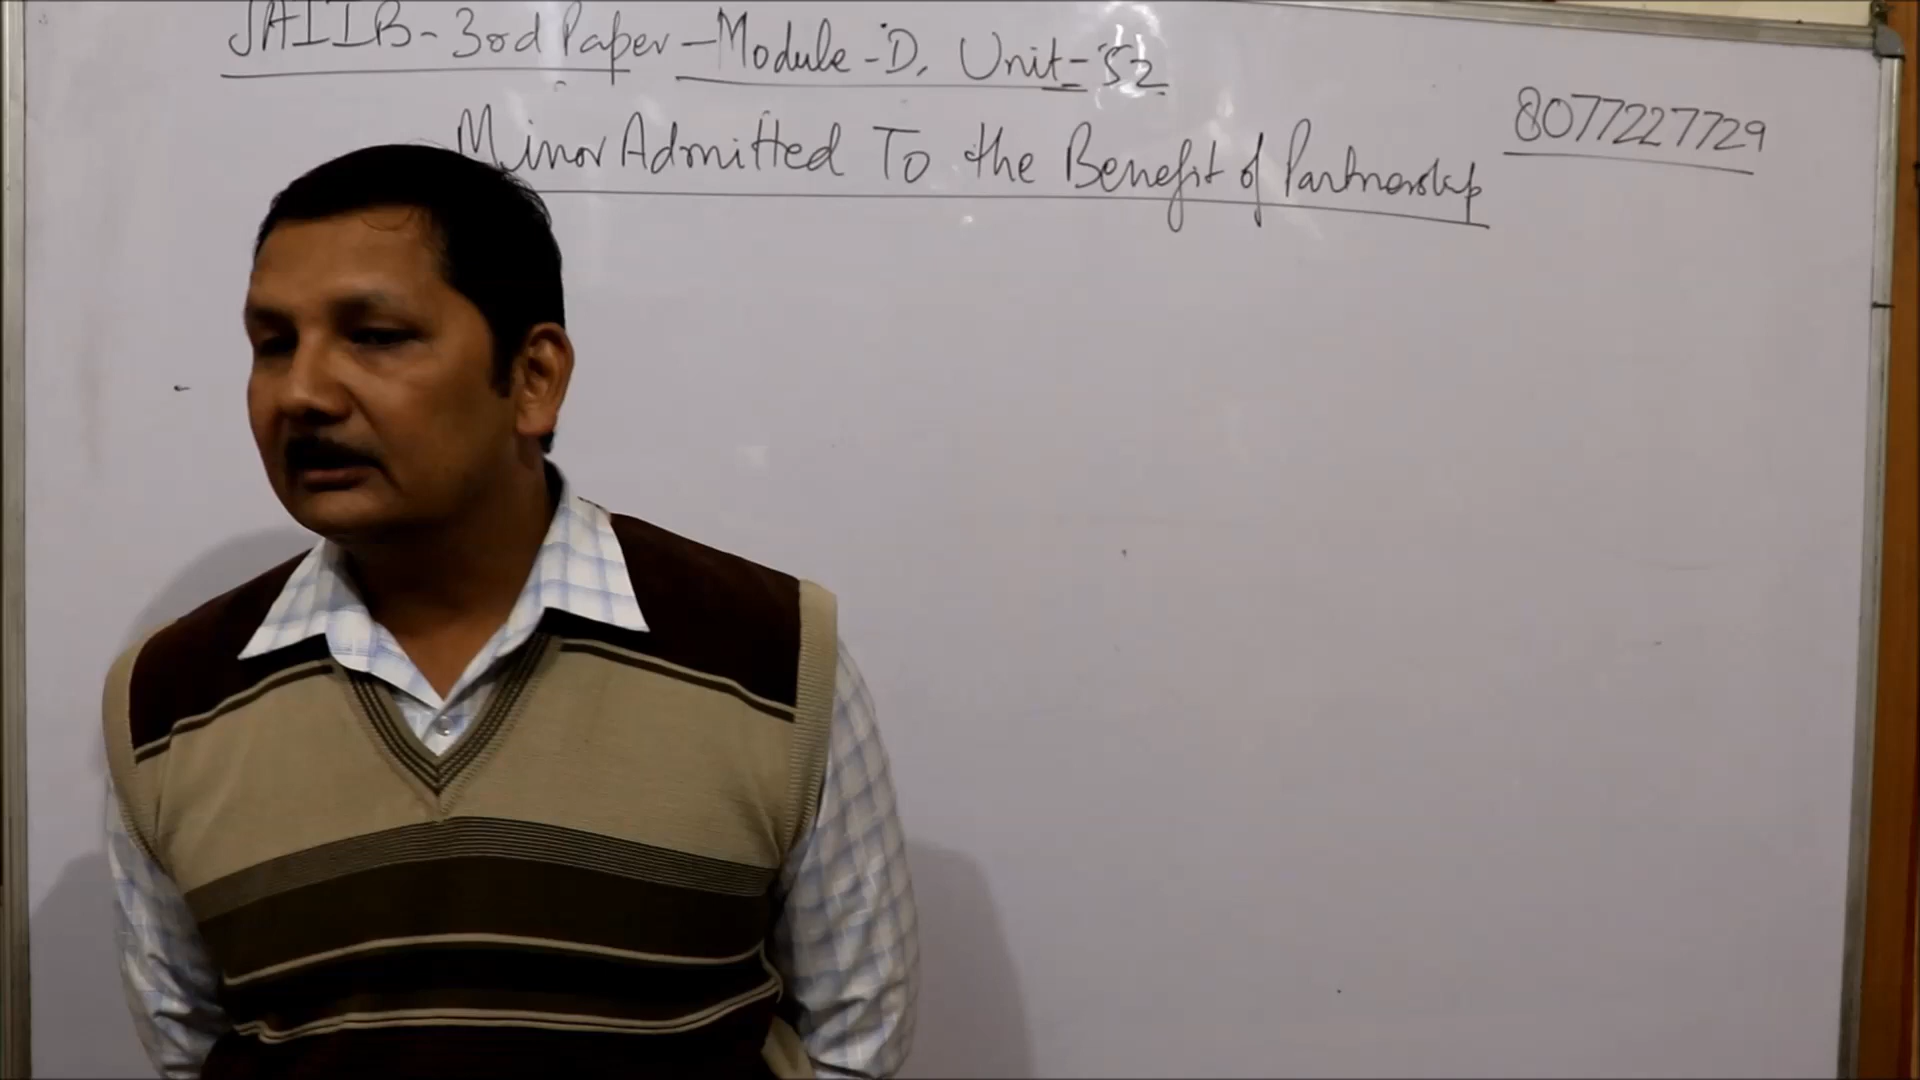 JAIIB - 3rd Paper - Module - D, Unit - 52
8077227729
Minor Admitted To the Benefit of Partnership